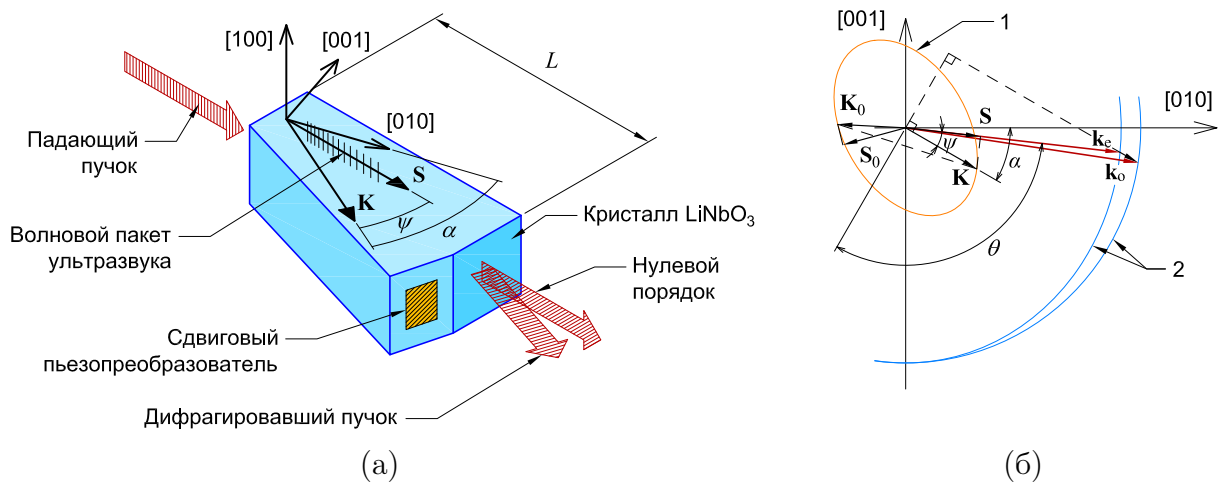 [100]
[001]
L
Падающий
пучок
[010]
S
K
ψ
α
Волновой пакет
ультразвука
Кристалл LiNbO₃
Нулевой
порядок
Сдвиговый
пьезопреобразователь
Дифрагировавший пучок
(а)
[001]
1
[010]
K₀
S
S₀
ψ
α
kₑ
kₒ
K
θ
2
(б)